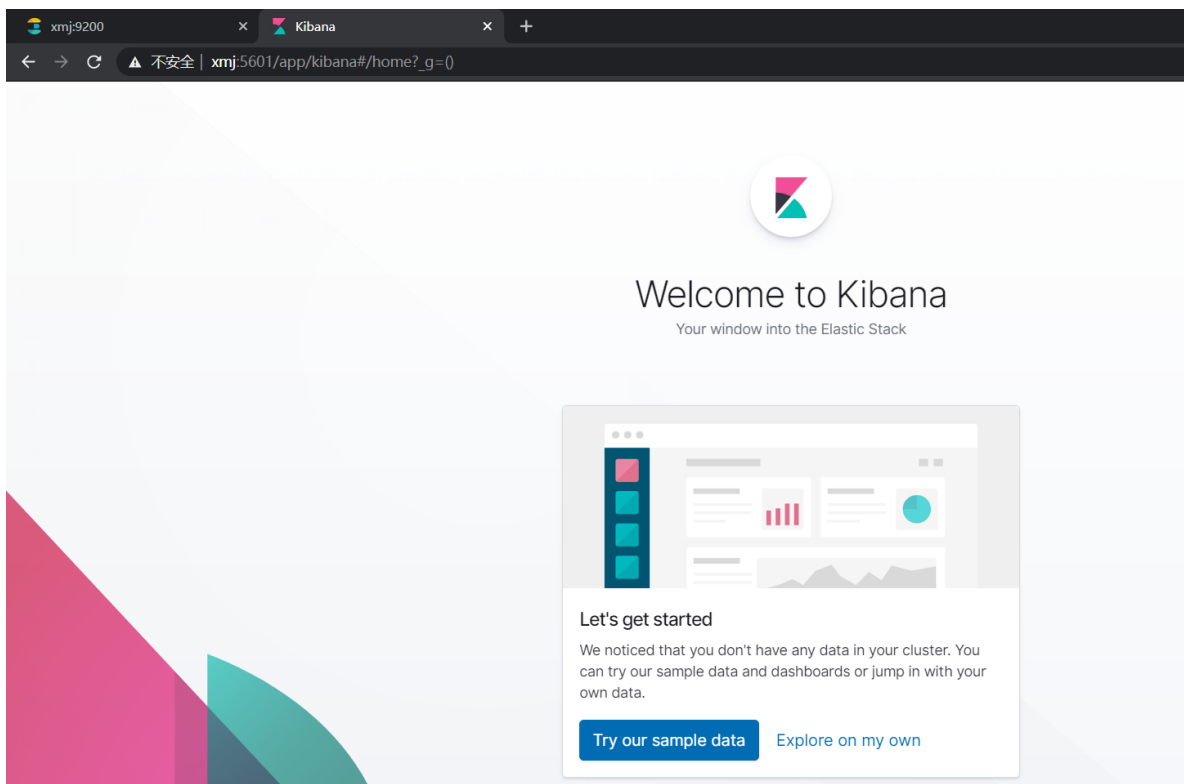 xmj:9200
Kibana
不安全 | xmj:5601/app/kibana#/home?_g=()
Welcome to Kibana
Your window into the Elastic Stack
Let's get started
We noticed that you don't have any data in your cluster. You
can try our sample data and dashboards or jump in with your
own data.
Try our sample data
Explore on my own